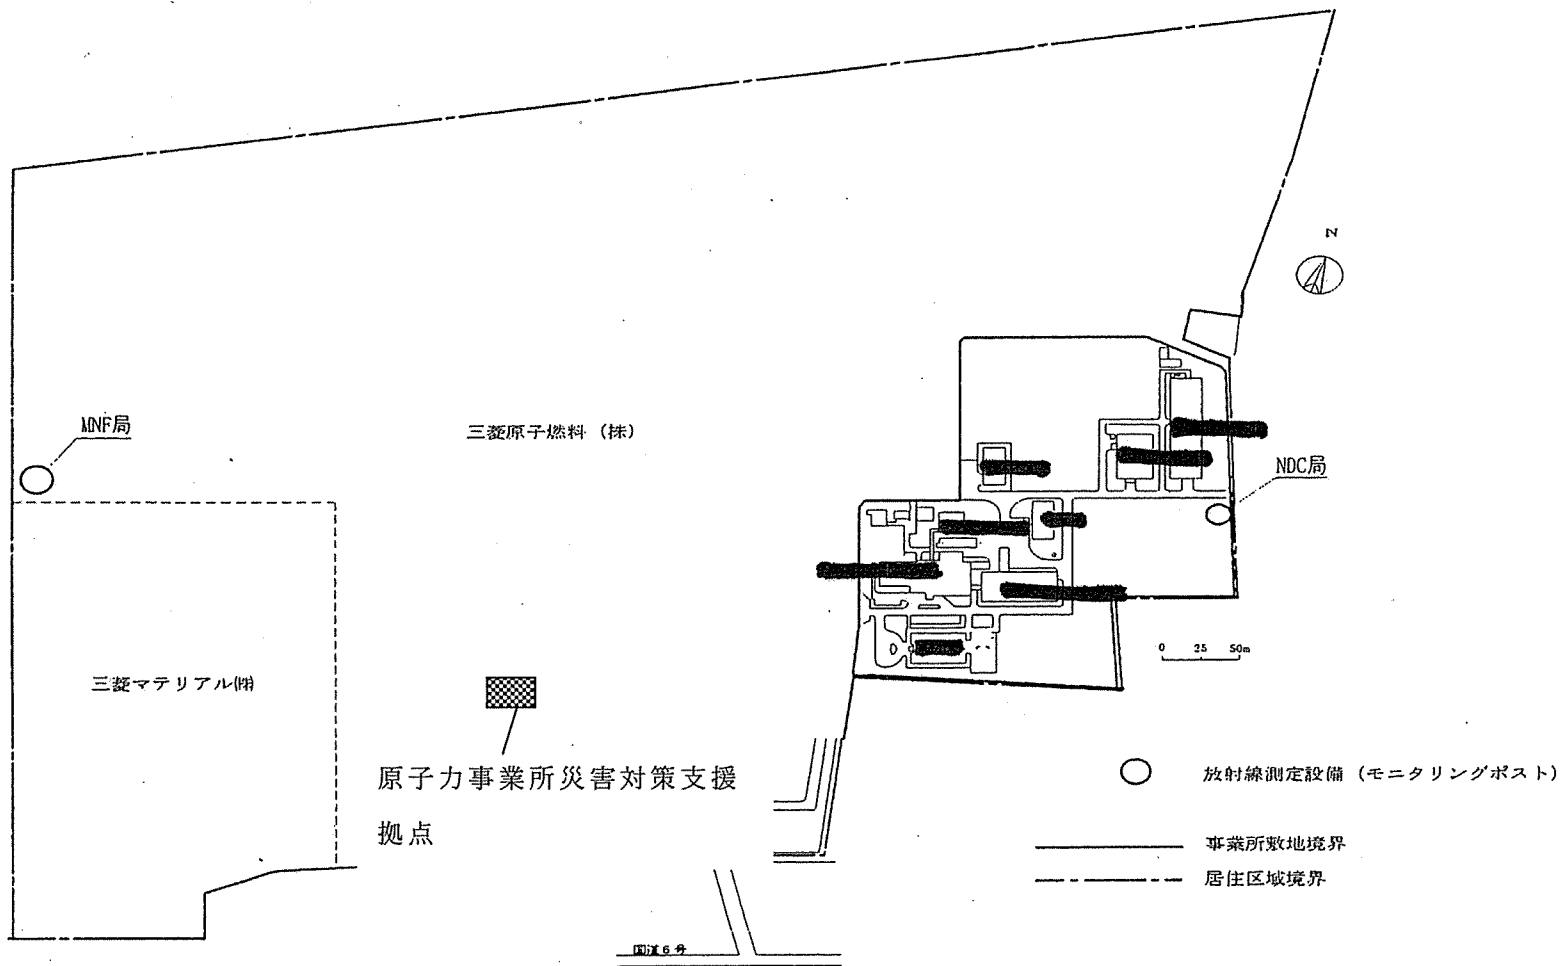 N
MNF局
三菱原子燃料（株）
NDC局
0 25 50m
三菱マテリアル㈱
原子力事業所災害対策支援
拠点
放射線測定設備（モニタリングポスト）
事業所敷地境界
居住区域境界
国道6号